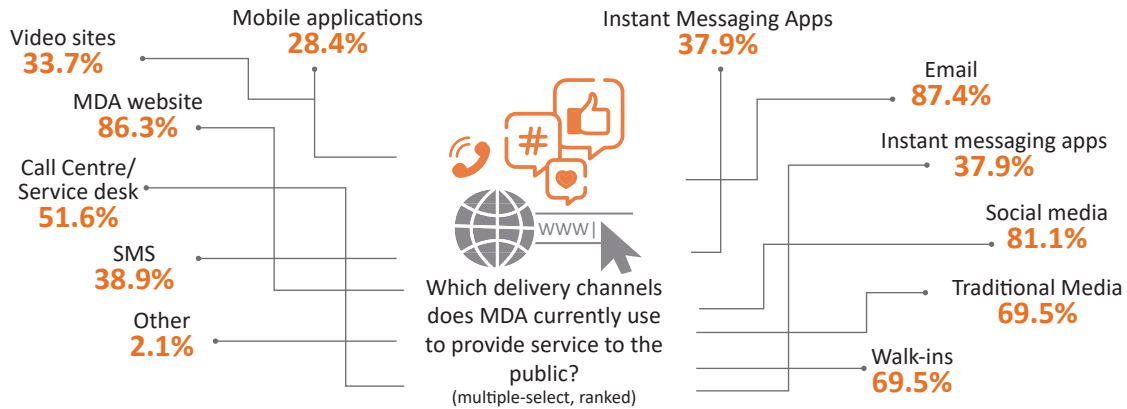 Mobile applications
28.4%
Instant Messaging Apps
37.9%
Video sites
33.7%
MDA website
86.3%
Call Centre/
Service desk
51.6%
SMS
38.9%
Other
2.1%
Email
87.4%
Instant messaging apps
37.9%
Social media
81.1%
Traditional Media
69.5%
Walk-ins
69.5%
#
www
Which delivery channels
does MDA currently use
to provide service to the
public?
(multiple-select, ranked)